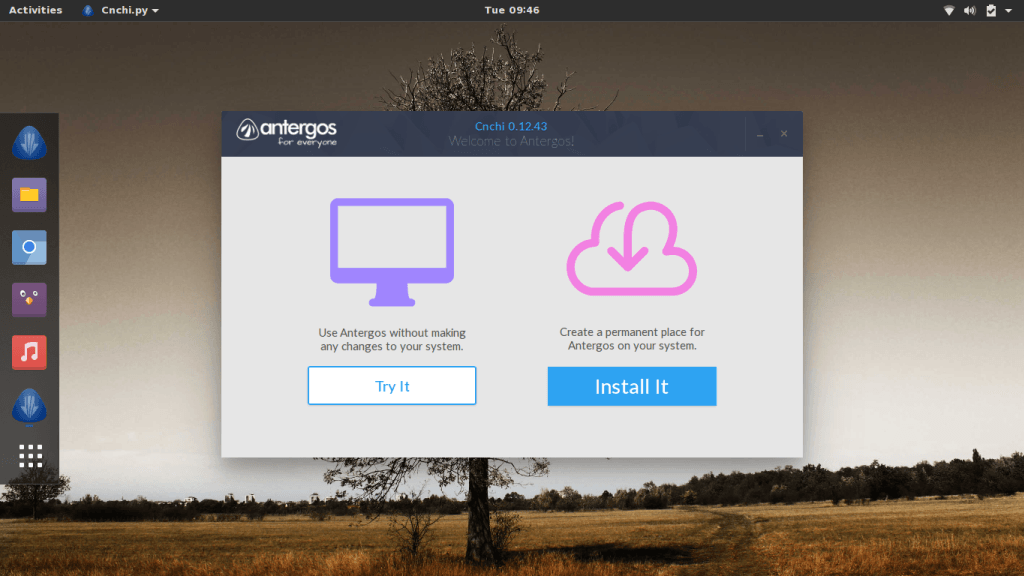 Activities
Cnchi.py
Tue 09:46
antergos
for everyone
Cnchi 0.12.43
Welcome to Antergos!
Use Antergos without making
any changes to your system.
Try It
Create a permanent place for
Antergos on your system.
Install It